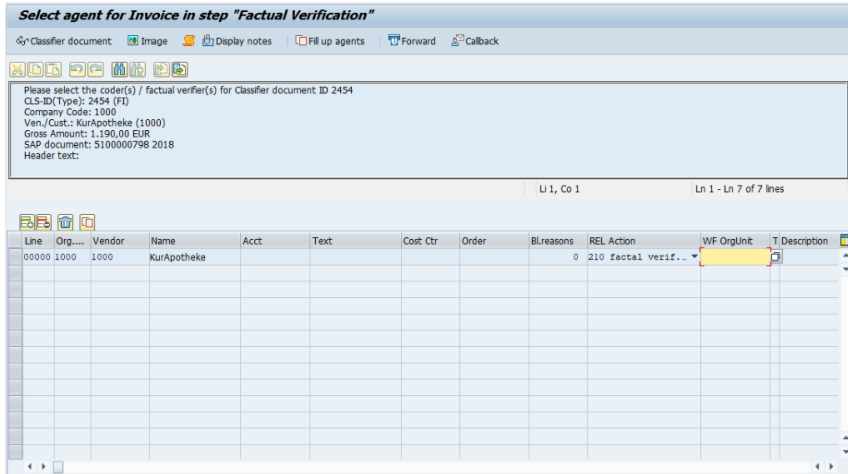 Select agent for Invoice in step "Factual Verification"
Classifier document Image Display notes Fill up agents Forward Callback
Please select the coder(s) / factual verifier(s) for Classifier document ID 2454
CLS-ID(Type): 2454 (FI)
Company Code: 1000
Ven./Cust.: KurApotheke (1000)
Gross Amount: 1.190,00 EUR
SAP document: 5100000798 2018
Header text:
Li 1, Co 1 Ln 1 - Ln 7 of 7 lines
Line Org.... Vendor Name Acct Text Cost Ctr Order Bl.reasons REL Action WF OrgUnit T Description
00000 1000 1000 KurApotheke 0 210 factal verif...